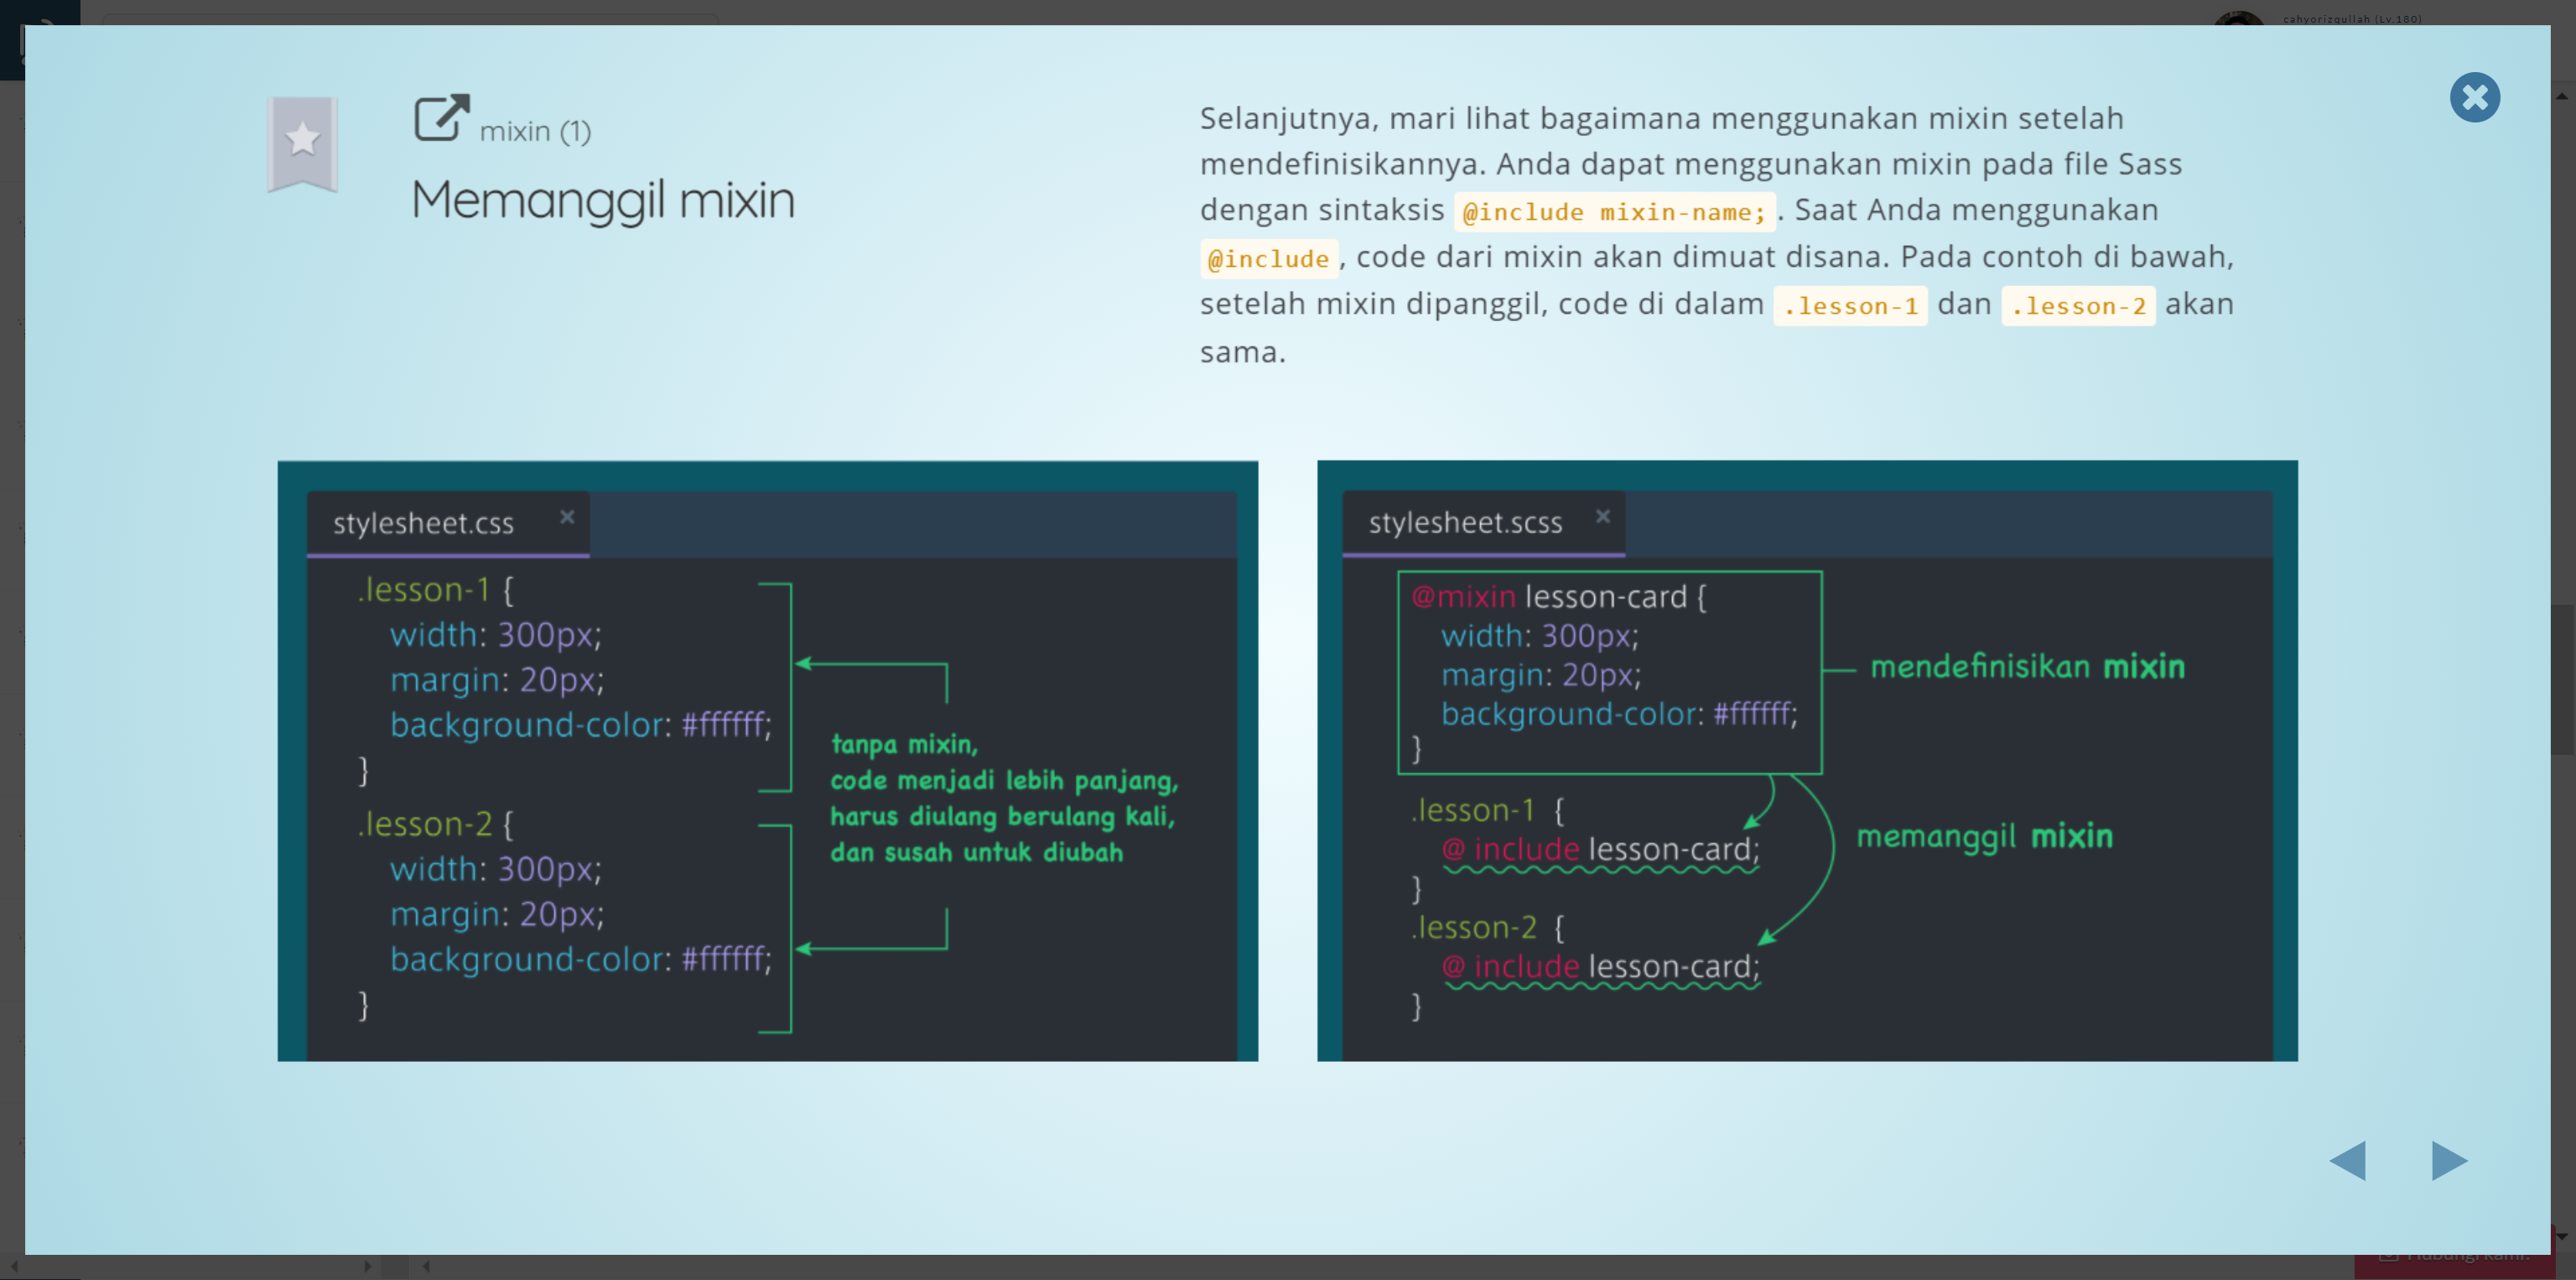 cahyorizqullah (Lv.180)
mixin (1)
Memanggil mixin
Selanjutnya, mari lihat bagaimana menggunakan mixin setelah
mendefinisikannya. Anda dapat menggunakan mixin pada file Sass
dengan sintaksis @include mixin-name; . Saat Anda menggunakan
@include , code dari mixin akan dimuat disana. Pada contoh di bawah,
setelah mixin dipanggil, code di dalam .lesson-1 dan .lesson-2 akan
sama.
stylesheet.css
.lesson-1 {
width: 300px;
margin: 20px;
background-color: #ffffff;
}
.lesson-2 {
width: 300px;
margin: 20px;
background-color: #ffffff;
}
tanpa mixin,
code menjadi lebih panjang,
harus diulang berulang kali,
dan susah untuk diubah
stylesheet.scss
@mixin lesson-card {
width: 300px;
margin: 20px;
background-color: #ffffff;
}
mendefinisikan mixin
.lesson-1 {
@ include lesson-card;
}
.lesson-2 {
@ include lesson-card;
}
memanggil mixin